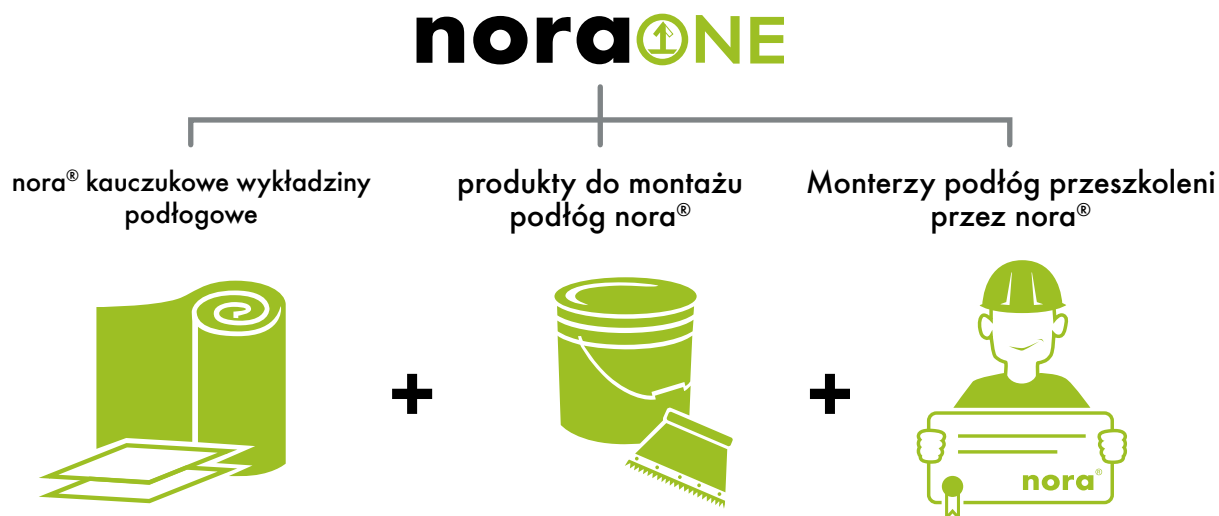 noraONE
nora® kauczukowe wykładziny
podłogowe
produkty do montażu
podłóg nora®
Monterzy podłóg przeszkoleni
przez nora®
+
+
nora®